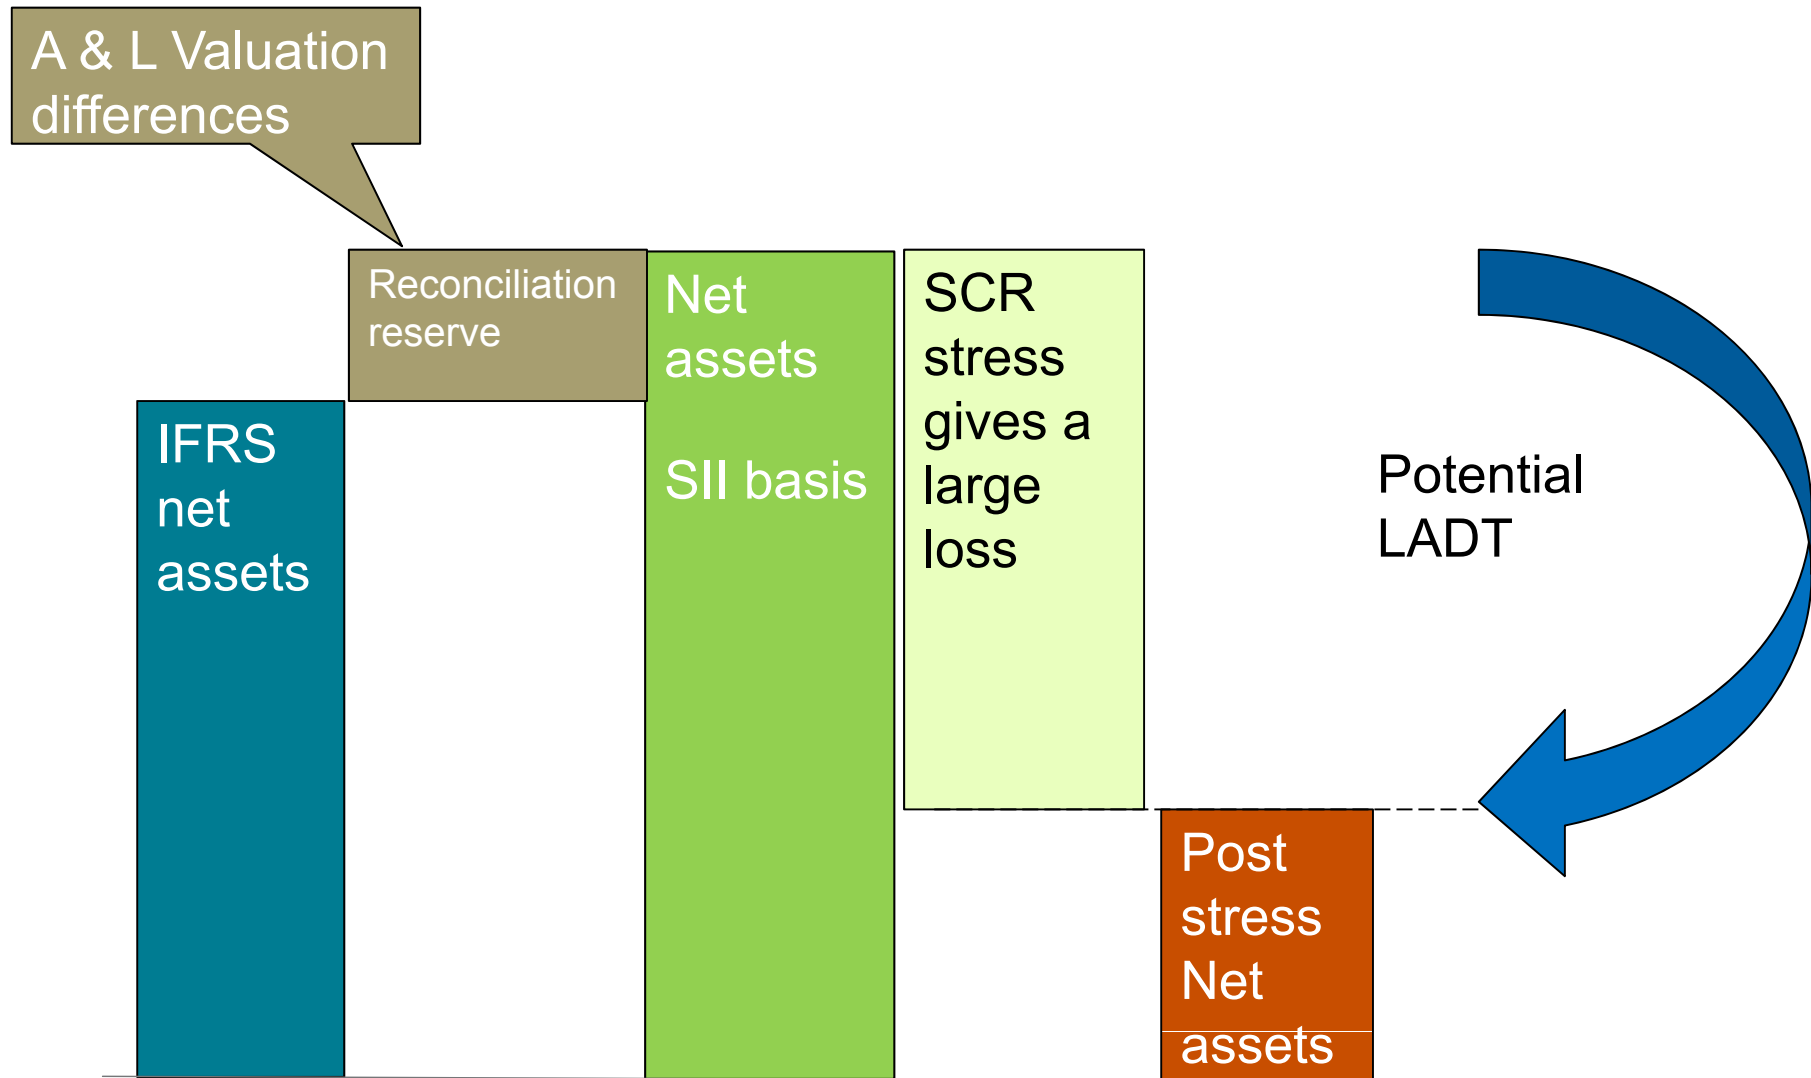 A & L Valuation
differences
Reconciliation
reserve
IFRS
net
assets
Net
assets
SII basis
SCR
stress
gives a
large
loss
Potential
LADT
Post
stress
Net
assets